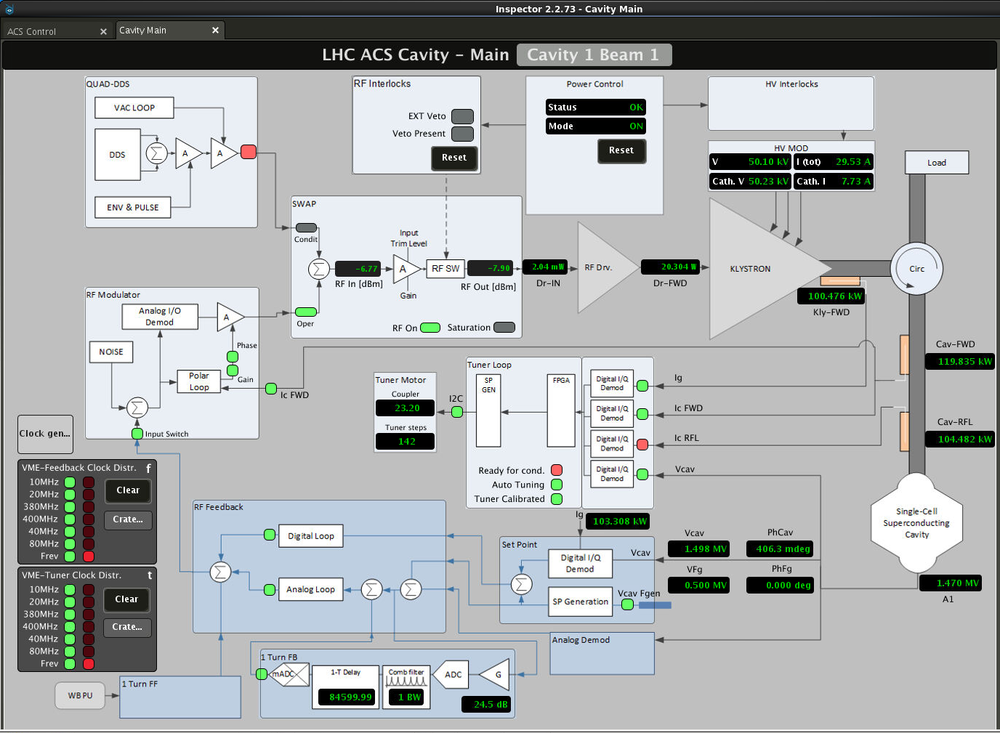 Inspector 2.2.73 - Cavity Main
ACS Control
Cavity Main
LHC ACS Cavity - Main
Cavity 1 Beam 1
QUAD-DDS
VAC LOOP
DDS
Σ
A
A
ENV & PULSE
RF Interlocks
EXT Veto
Veto Present
Reset
Power Control
Status OK
Mode ON
Reset
HV Interlocks
HV MOD
V 50.10 kV
I (tot) 29.53 A
Cath. V 50.23 kV
Cath. I 7.73 A
Load
SWAP
Condit
Σ
-6.77
RF In [dBm]
Input
Trim Level
A
Gain
RF SW
-7.90
RF Out [dBm]
Oper
RF On
Saturation
2.04 mW
Dr-IN
RF Drv.
20.304 W
Dr-FWD
KLYSTRON
100.476 kW
Kly-FWD
Circ
Cav-FWD
119.835 kW
Cav-RFL
104.482 kW
RF Modulator
Analog I/O
Demod
A
NOISE
Phase
Polar
Loop
Gain
Σ
Input Switch
Ic FWD
Tuner Motor
Coupler
23.20
Tuner steps
142
I2C
Tuner Loop
SP
GEN
FPGA
Digital I/Q
Demod
Digital I/Q
Demod
Digital I/Q
Demod
Digital I/Q
Demod
Ig
Ic FWD
Ic RFL
Vcav
Ready for cond.
Auto Tuning
Tuner Calibrated
Clock gen...
VME-Feedback Clock Distr. f
10MHz
20MHz
380MHz
400MHz
40MHz
80MHz
Frev
Clear
Crate...
VME-Tuner Clock Distr. t
10MHz
20MHz
380MHz
400MHz
40MHz
80MHz
Frev
Clear
Crate...
RF Feedback
Digital Loop
Σ
Analog Loop
Σ
Σ
Ig
103.308 kW
Set Point
Digital I/Q
Demod
Vcav
Σ
SP Generation
Vcav Fgen
Vcav
1.498 MV
PhCav
406.3 mdeg
VFg
0.500 MV
PhFg
0.000 deg
Single-Cell
Superconducting
Cavity
1.470 MV
A1
Analog Demod
1 Turn FB
mADC
1-T Delay
84599.99
Comb filter
1 BW
ADC
G
24.5 dB
WB PU
1 Turn FF